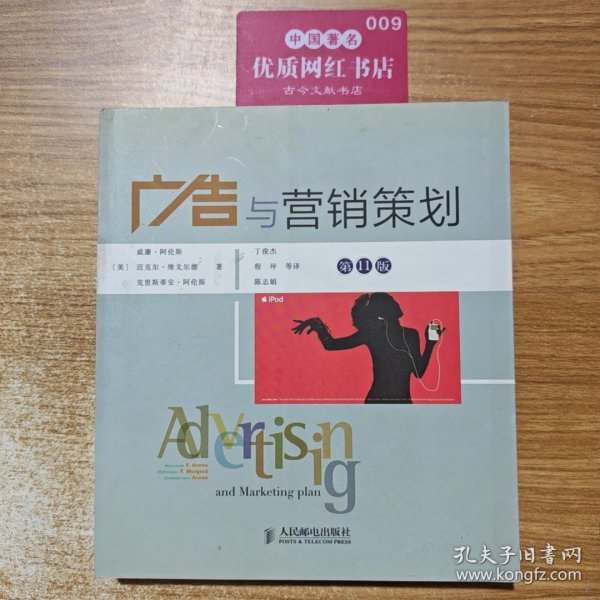 009
中国著名
优质网红书店
古今文献书店
广告与营销策划
威廉·阿伦斯
〔美〕迈克尔·维戈尔德 著
克里斯蒂安·阿伦斯
丁俊杰
程坪 等译
陈志娟
第11版
iPod
Advertising
WILLIAM F. Arens
MICHAEL F. Weigold
CHRISTIAN Arens
and Marketing plan
人民邮电出版社
POSTS & TELECOM PRESS
孔夫子旧书网
www.kongfz.com